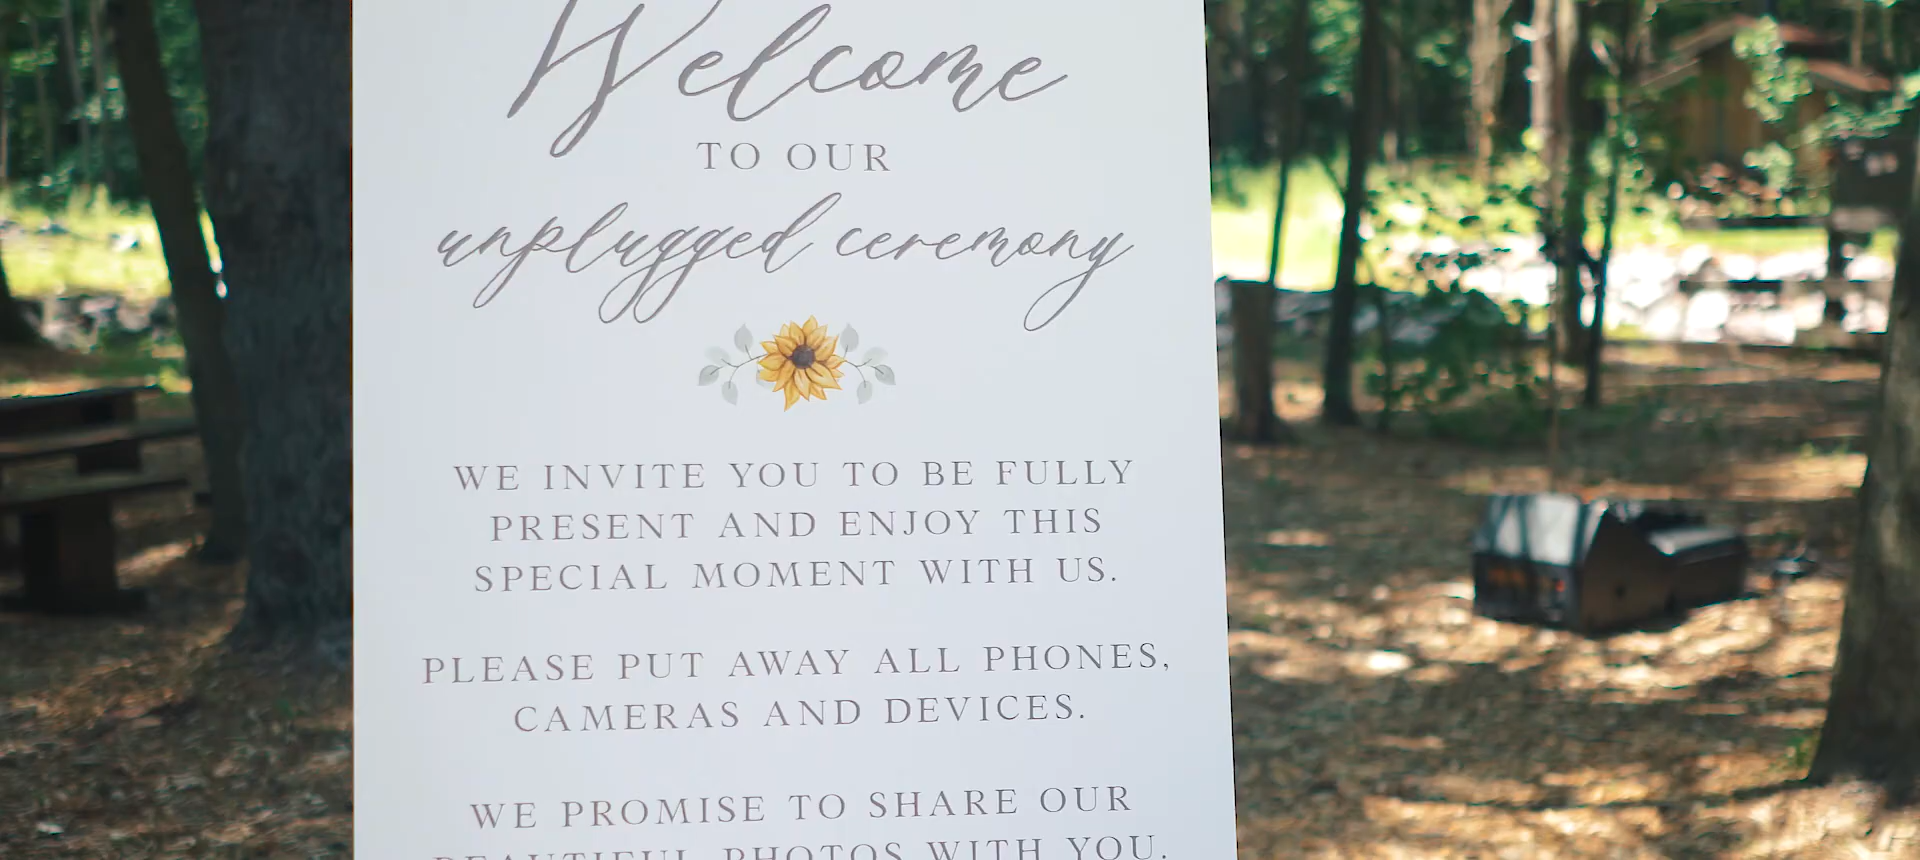 Welcome
TO OUR
unplugged ceremony
WE INVITE YOU TO BE FULLY
PRESENT AND ENJOY THIS
SPECIAL MOMENT WITH US.
PLEASE PUT AWAY ALL PHONES,
CAMERAS AND DEVICES.
WE PROMISE TO SHARE OUR
BEAUTIFUL PHOTOS WITH YOU.